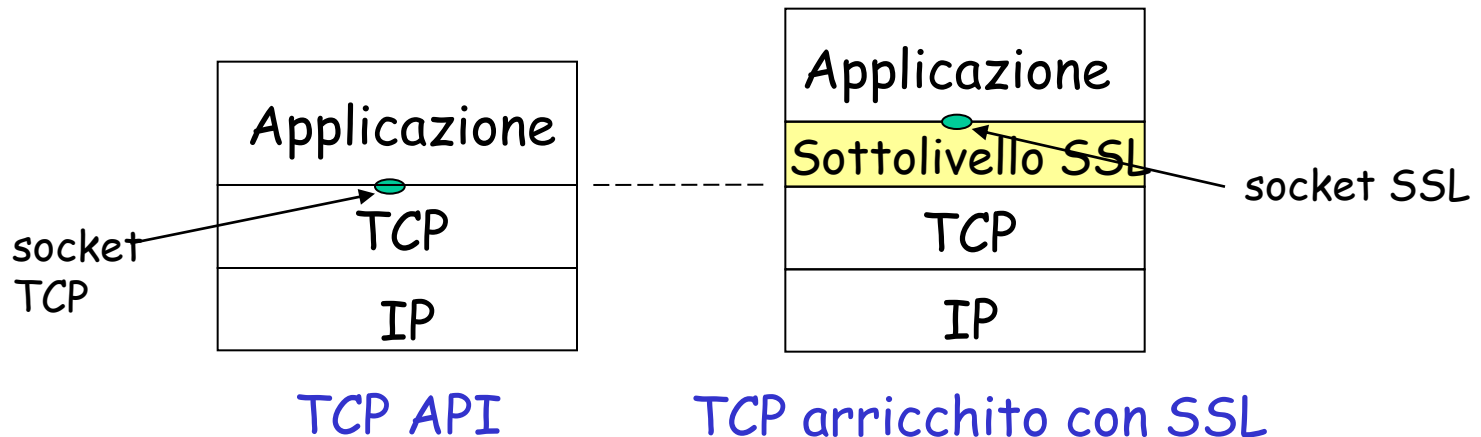 Applicazione
TCP
IP
socket
TCP
TCP API
Applicazione
Sottolivello SSL
TCP
IP
socket SSL
TCP arricchito con SSL